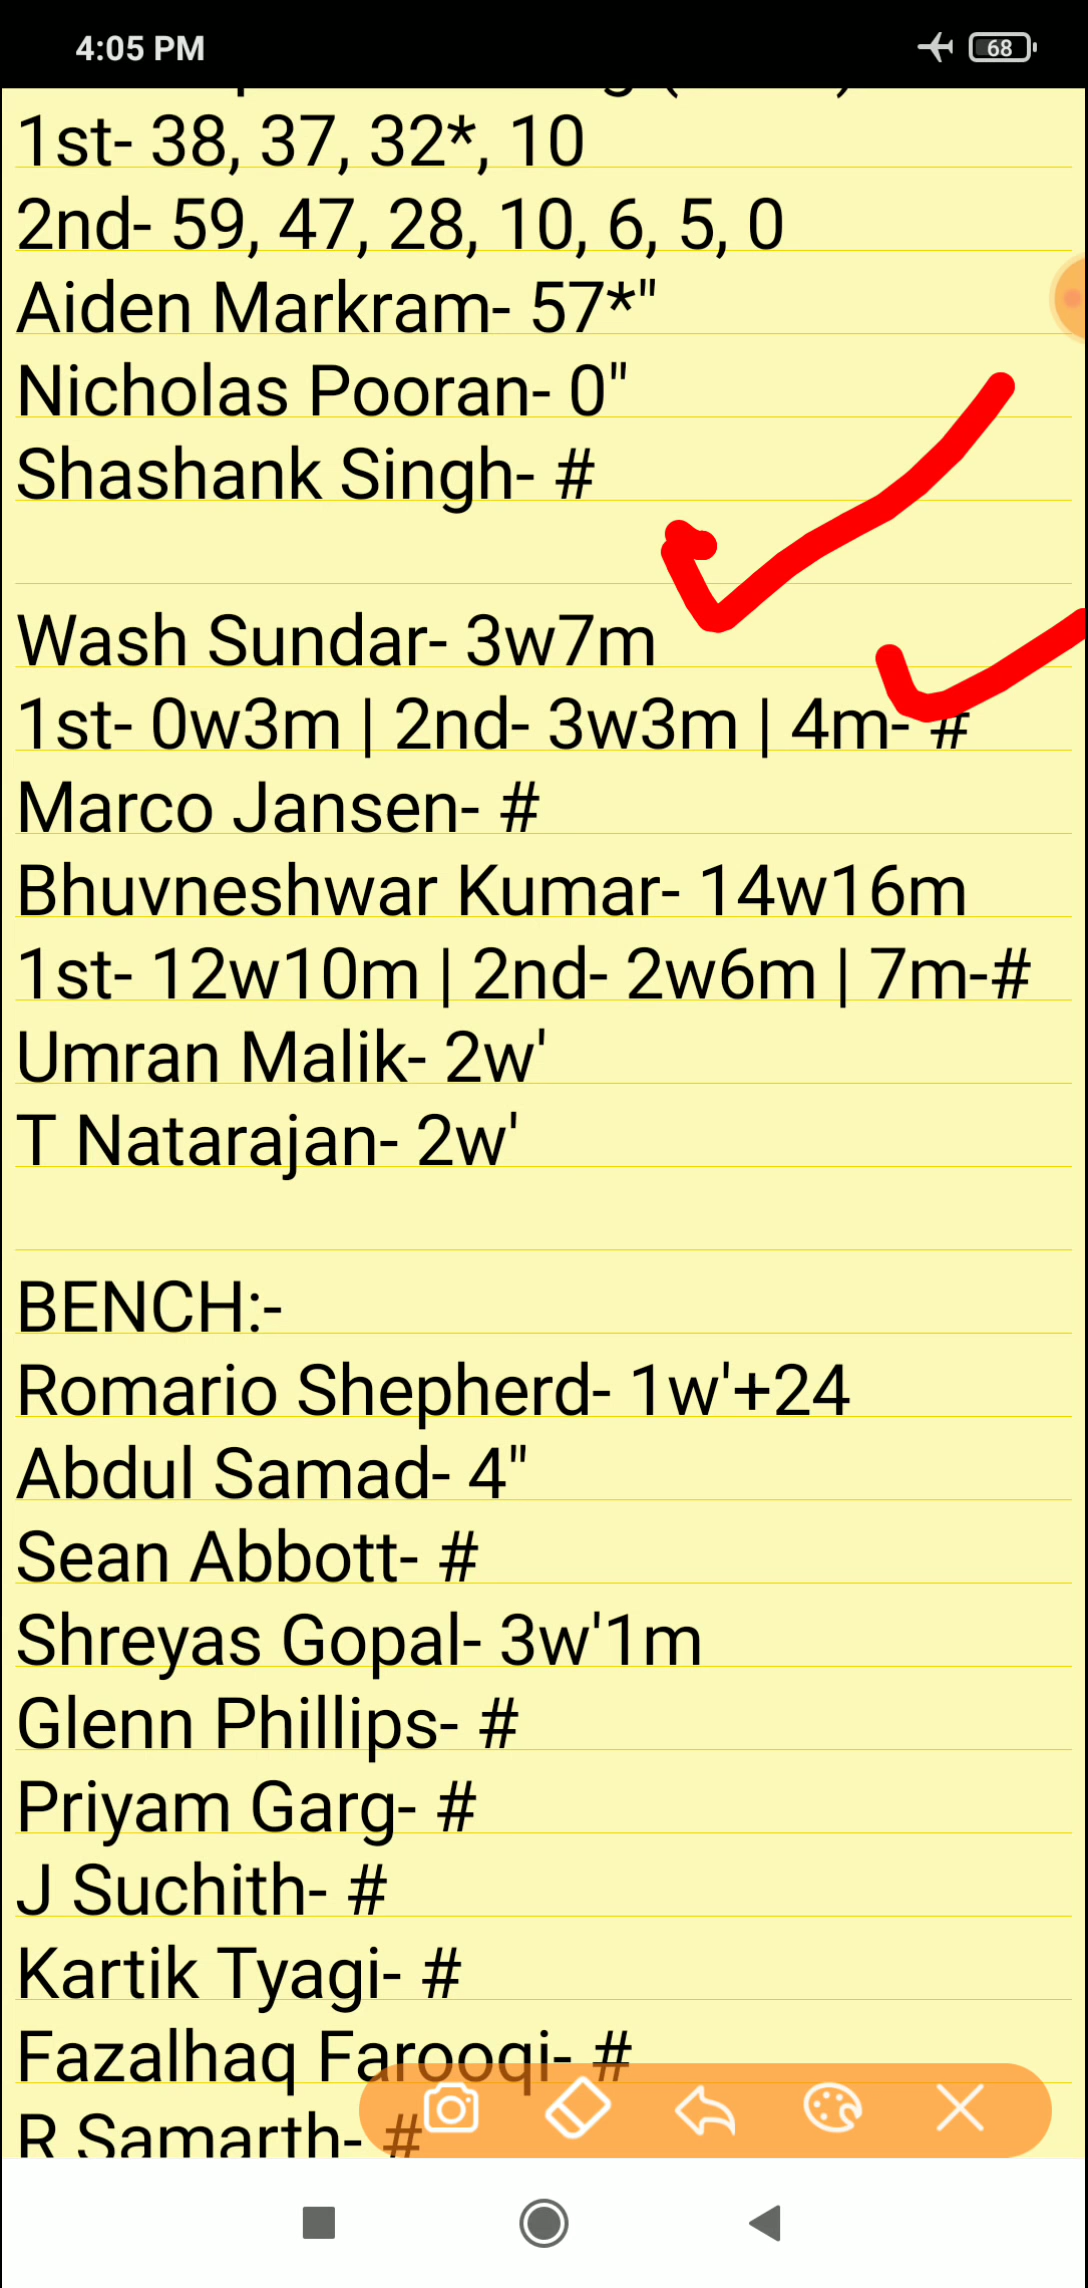 4:05 PM
68
1st- 38, 37, 32*, 10
2nd- 59, 47, 28, 10, 6, 5, 0
Aiden Markram- 57*"
Nicholas Pooran- 0"
Shashank Singh- #
Wash Sundar- 3w7m
1st- 0w3m | 2nd- 3w3m | 4m- #
Marco Jansen- #
Bhuvneshwar Kumar- 14w16m
1st- 12w10m | 2nd- 2w6m | 7m-#
Umran Malik- 2w'
T Natarajan- 2w'
BENCH:-
Romario Shepherd- 1w'+24
Abdul Samad- 4"
Sean Abbott- #
Shreyas Gopal- 3w'1m
Glenn Phillips- #
Priyam Garg- #
J Suchith- #
Kartik Tyagi- #
Fazalhaq Farooqi- #
R Samarth- #